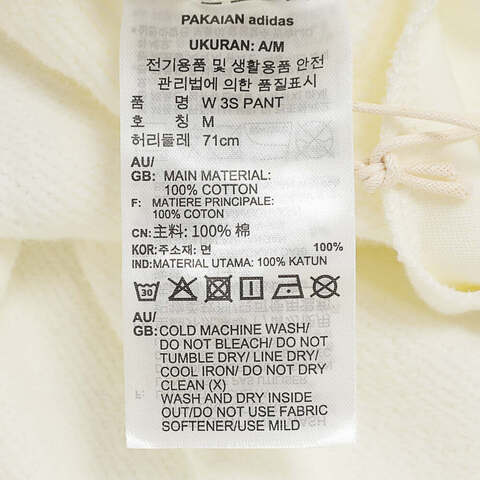 PAKAIAN adidas
UKURAN: A/M
전기용품 및 생활용품 안전
관리법에 의한 품질표시
품 명 W 3S PANT
호 칭 M
허리둘레 71cm
AU/
GB: MAIN MATERIAL:
100% COTTON
F: MATIERE PRINCIPALE:
100% COTON
CN: 主料: 100% 棉
KOR: 주소재: 면 100%
IND: MATERIAL UTAMA: 100% KATUN
30
AU/
GB: COLD MACHINE WASH/
DO NOT BLEACH/ DO NOT
TUMBLE DRY/ LINE DRY/
COOL IRON/ DO NOT DRY
CLEAN (X)
WASH AND DRY INSIDE
OUT/DO NOT USE FABRIC
SOFTENER/USE MILD